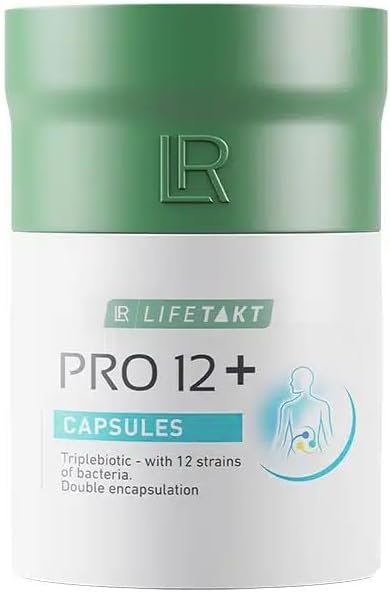 LR
LR LIFETAKT
PRO 12+
CAPSULES
Triplebiotic - with 12 strains
of bacteria.
Double encapsulation